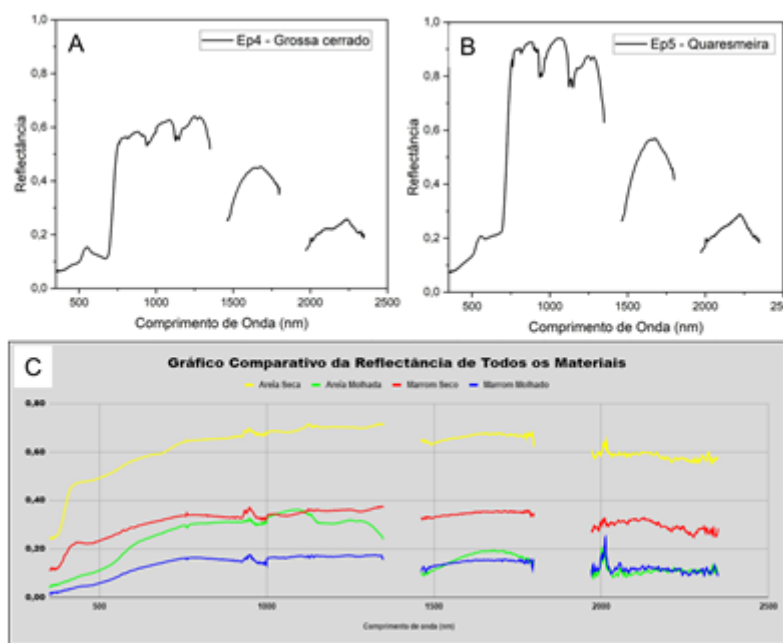 A
Ep4 - Grossa cerrado
1,0
0,8
0,6
0,4
0,2
0,0
Reflectância
500 1000 1500 2000 2500
Comprimento de Onda (nm)
B
Ep5 - Quaresmeira
1,0
0,8
0,6
0,4
0,2
0,0
Reflectância
500 1000 1500 2000 2500
Comprimento de Onda (nm)
C
Gráfico Comparativo da Reflectância de Todos os Materiais
Areia Seca Areia Molhada Marrom Seco Marrom Molhado
0,80
0,60
0,40
0,20
0,00
500 1000 1500 2000 2500
Comprimento de onda (nm)